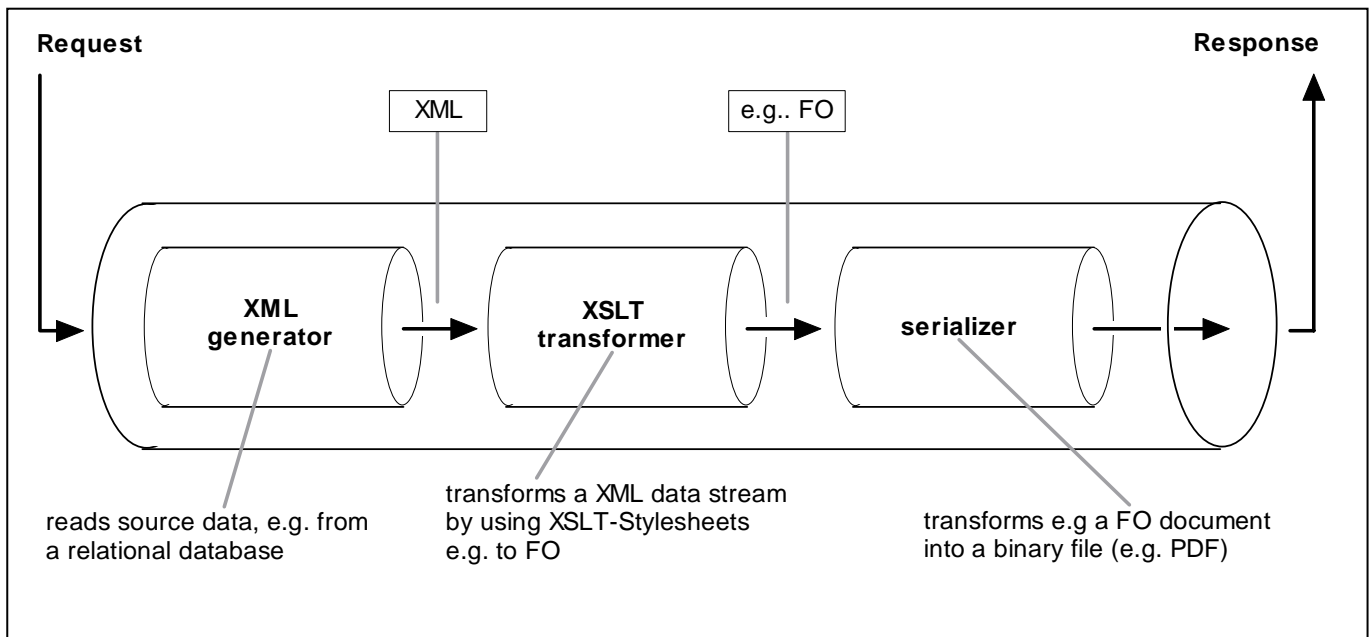 Request
Response
XML
e.g.. FO
XML
generator
XSLT
transformer
serializer
reads source data, e.g. from
a relational database
transforms a XML data stream
by using XSLT-Stylesheets
e.g. to FO
transforms e.g a FO document
into a binary file (e.g. PDF)